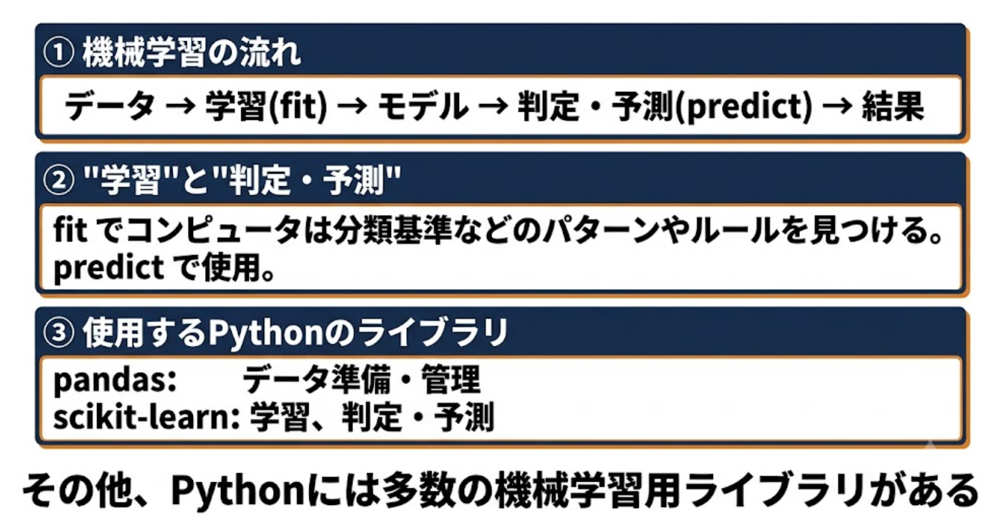 ① 機械学習の流れ
データ → 学習(fit) → モデル → 判定・予測(predict) → 結果
② "学習"と"判定・予測"
fit でコンピュータは分類基準などのパターンやルールを見つける。
predict で使用。
③ 使用するPythonのライブラリ
pandas: データ準備・管理
scikit-learn: 学習、判定・予測
その他、Pythonには多数の機械学習用ライブラリがある